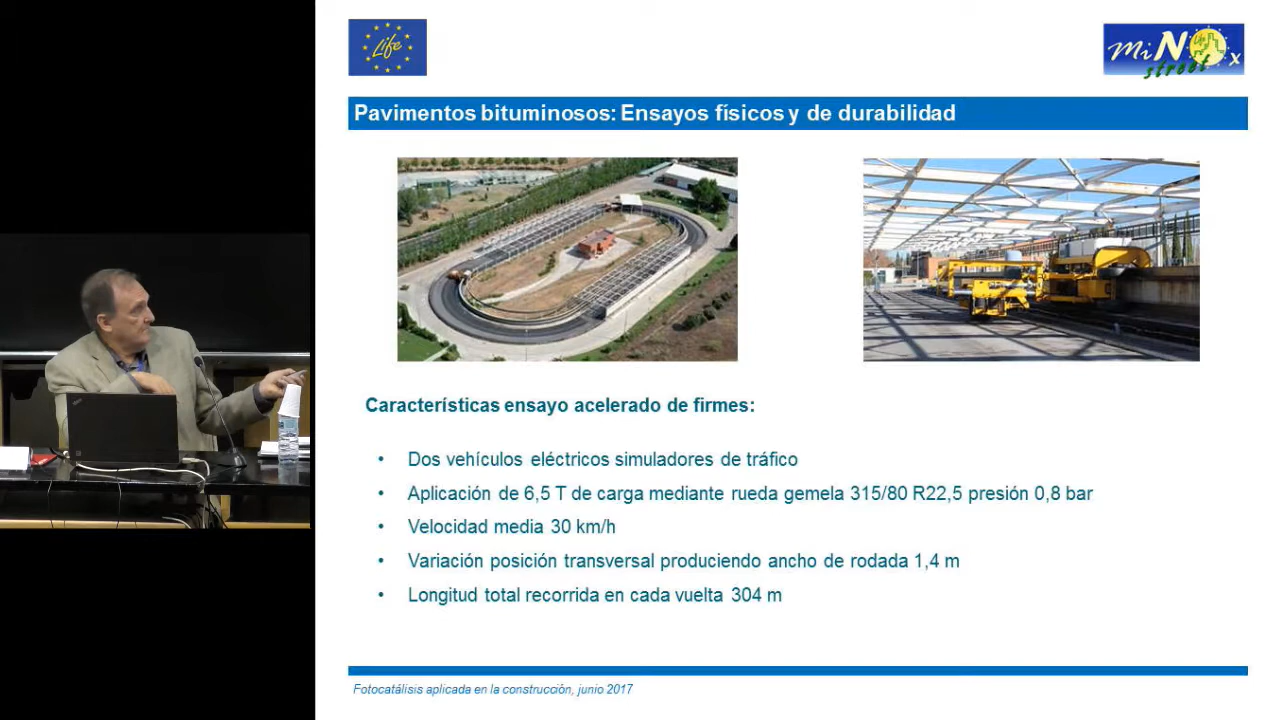 Life
miNOx
street
Pavimentos bituminosos: Ensayos físicos y de durabilidad
Características ensayo acelerado de firmes:
• Dos vehículos eléctricos simuladores de tráfico
• Aplicación de 6,5 T de carga mediante rueda gemela 315/80 R22,5 presión 0,8 bar
• Velocidad media 30 km/h
• Variación posición transversal produciendo ancho de rodada 1,4 m
• Longitud total recorrida en cada vuelta 304 m
Fotocatálisis aplicada en la construcción, junio 2017